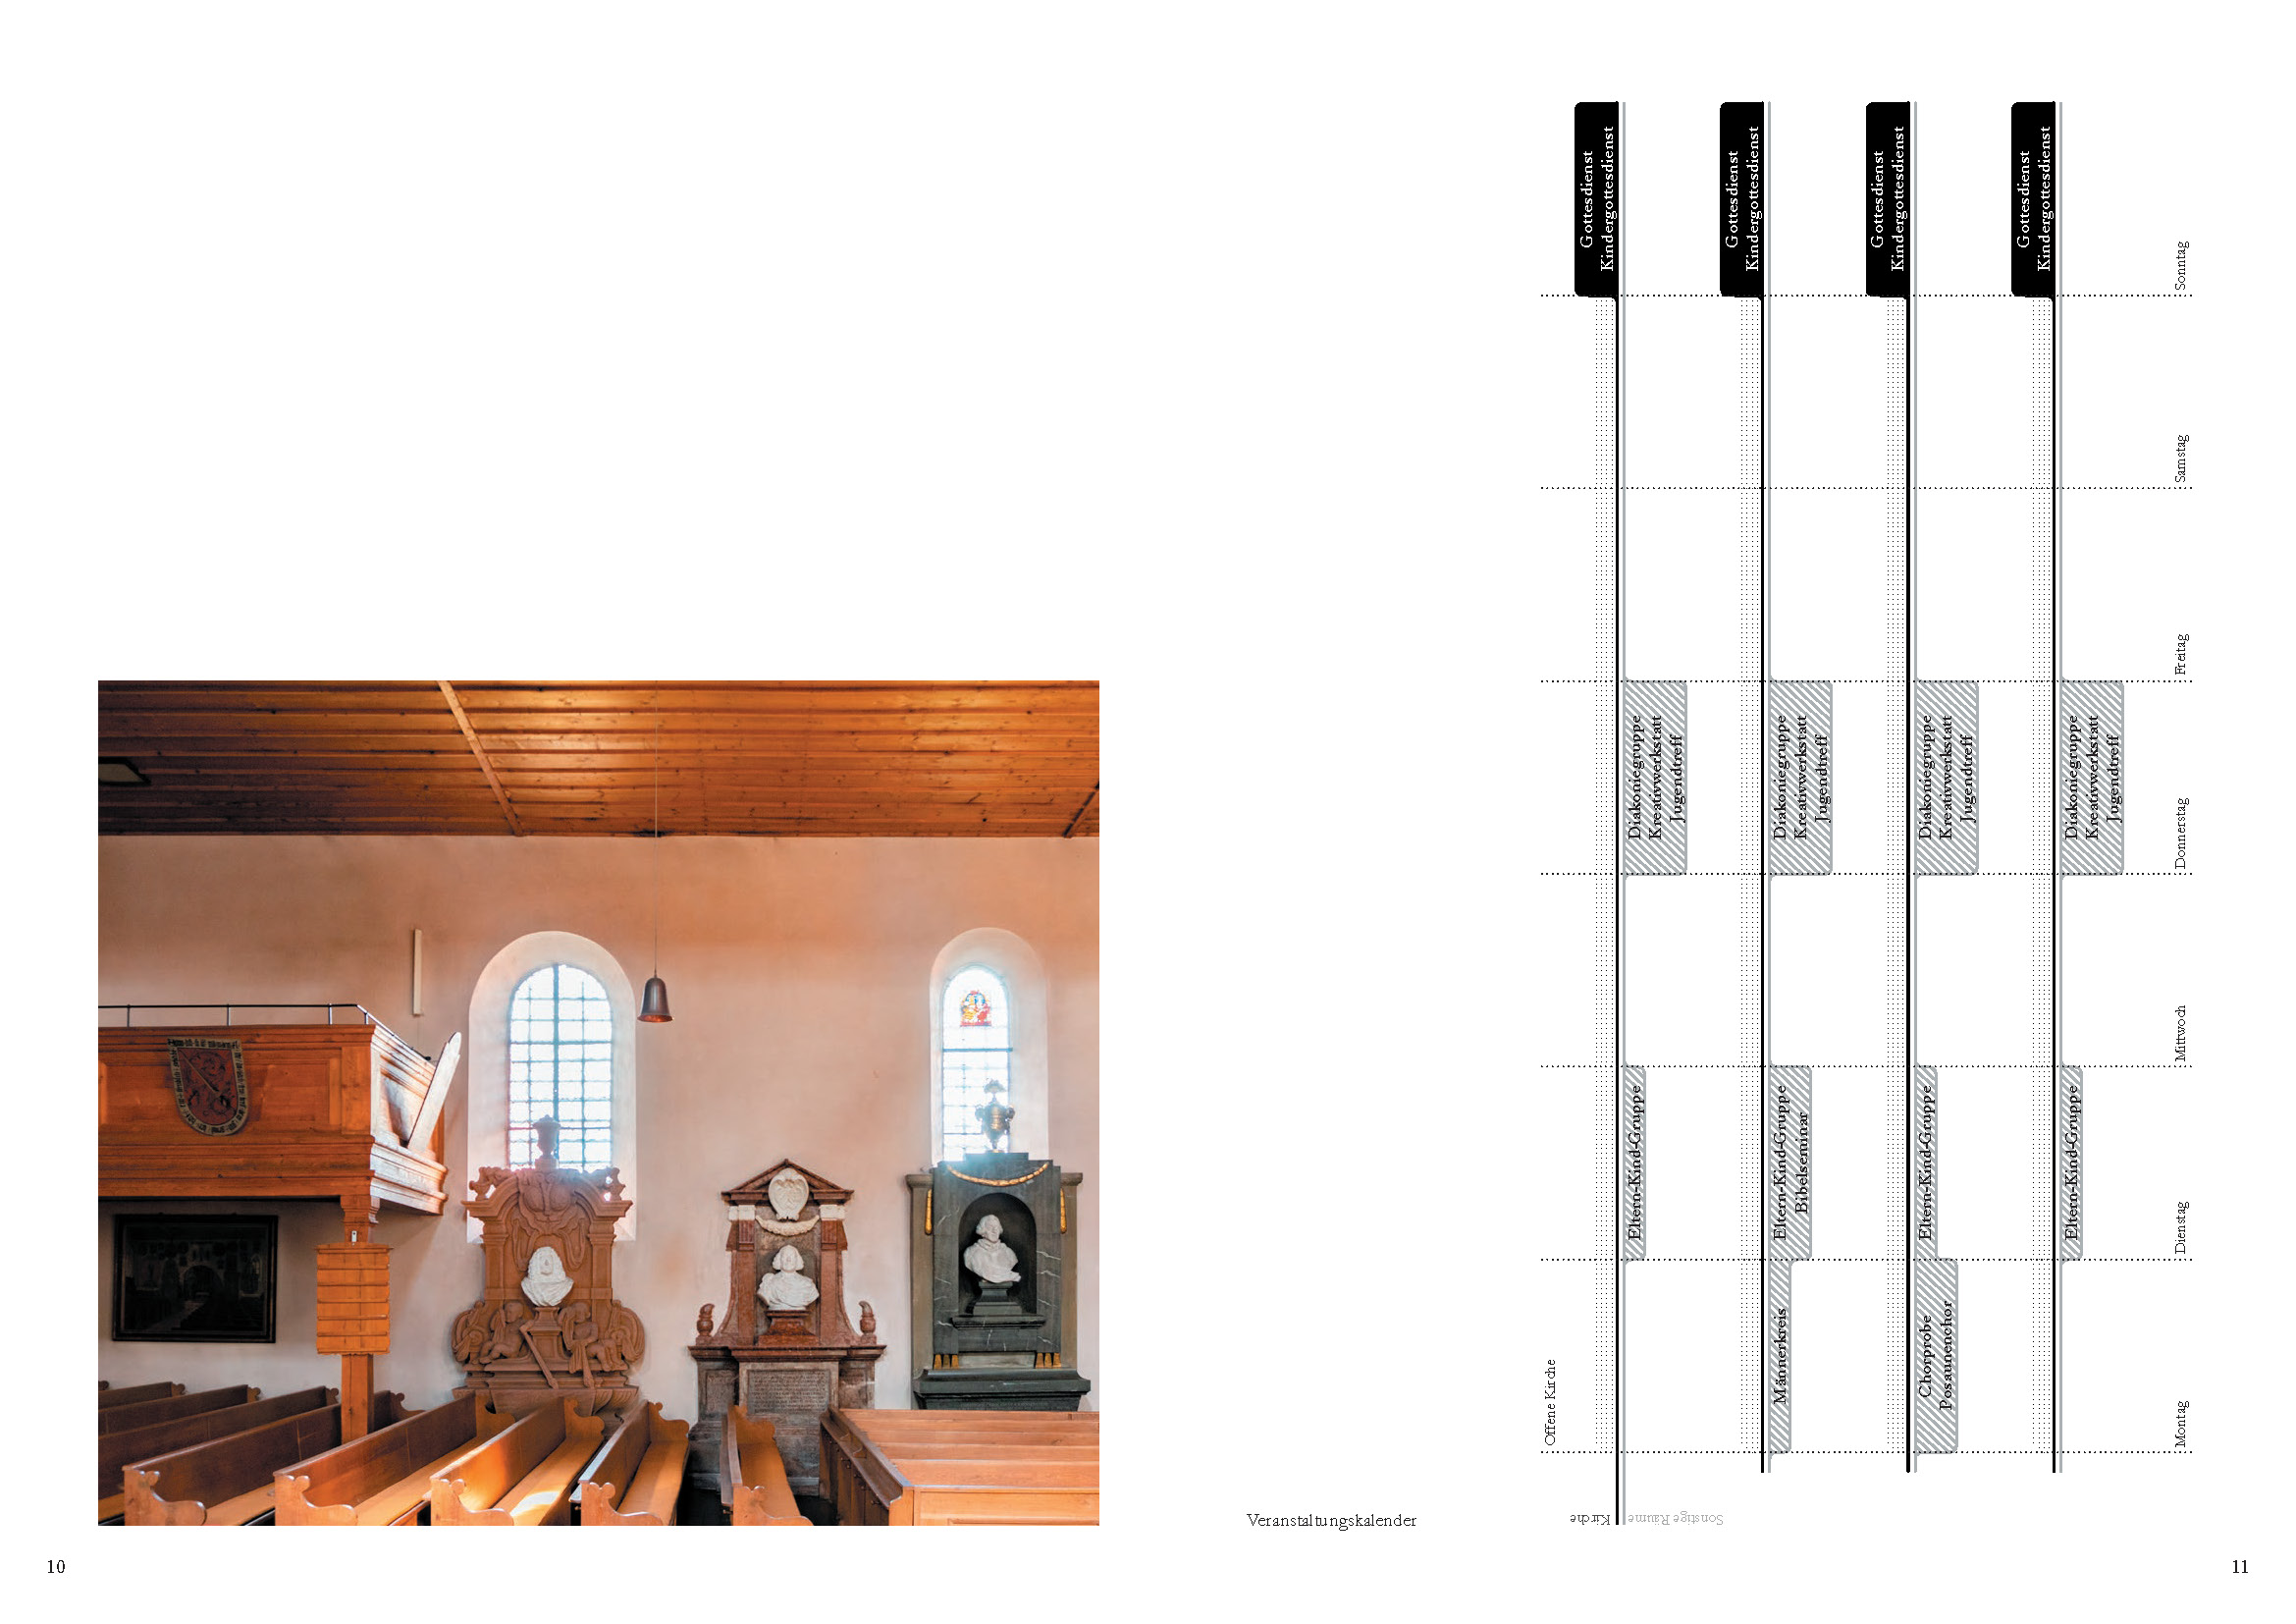 Gottesdienst
Kindergottesdienst
Gottesdienst
Kindergottesdienst
Gottesdienst
Kindergottesdienst
Gottesdienst
Kindergottesdienst
Sonntag
Samstag
Freitag
Diakoniegruppe
Kreativwerkstatt
Jugendtreff
Diakoniegruppe
Kreativwerkstatt
Jugendtreff
Diakoniegruppe
Kreativwerkstatt
Jugendtreff
Diakoniegruppe
Kreativwerkstatt
Jugendtreff
Donnerstag
Mittwoch
Eltern-Kind-Gruppe
Eltern-Kind-Gruppe
Bibelseminar
Eltern-Kind-Gruppe
Eltern-Kind-Gruppe
Dienstag
Männerkreis
Chorprobe
Posaunenchor
Montag
Offene Kirche
Kirche
Sonstige Räume
Veranstaltungskalender
10
11